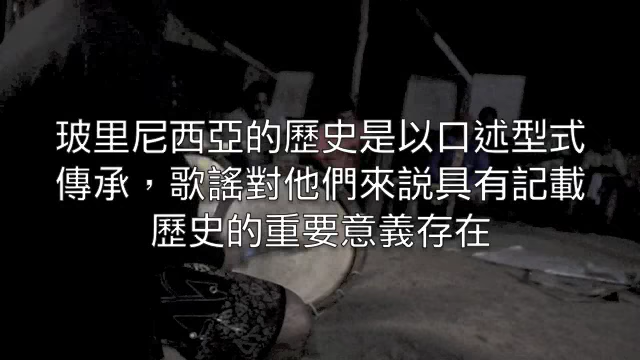 玻里尼西亞的歷史是以口述型式
傳承，歌謠對他們來説具有記載
歷史的重要意義存在